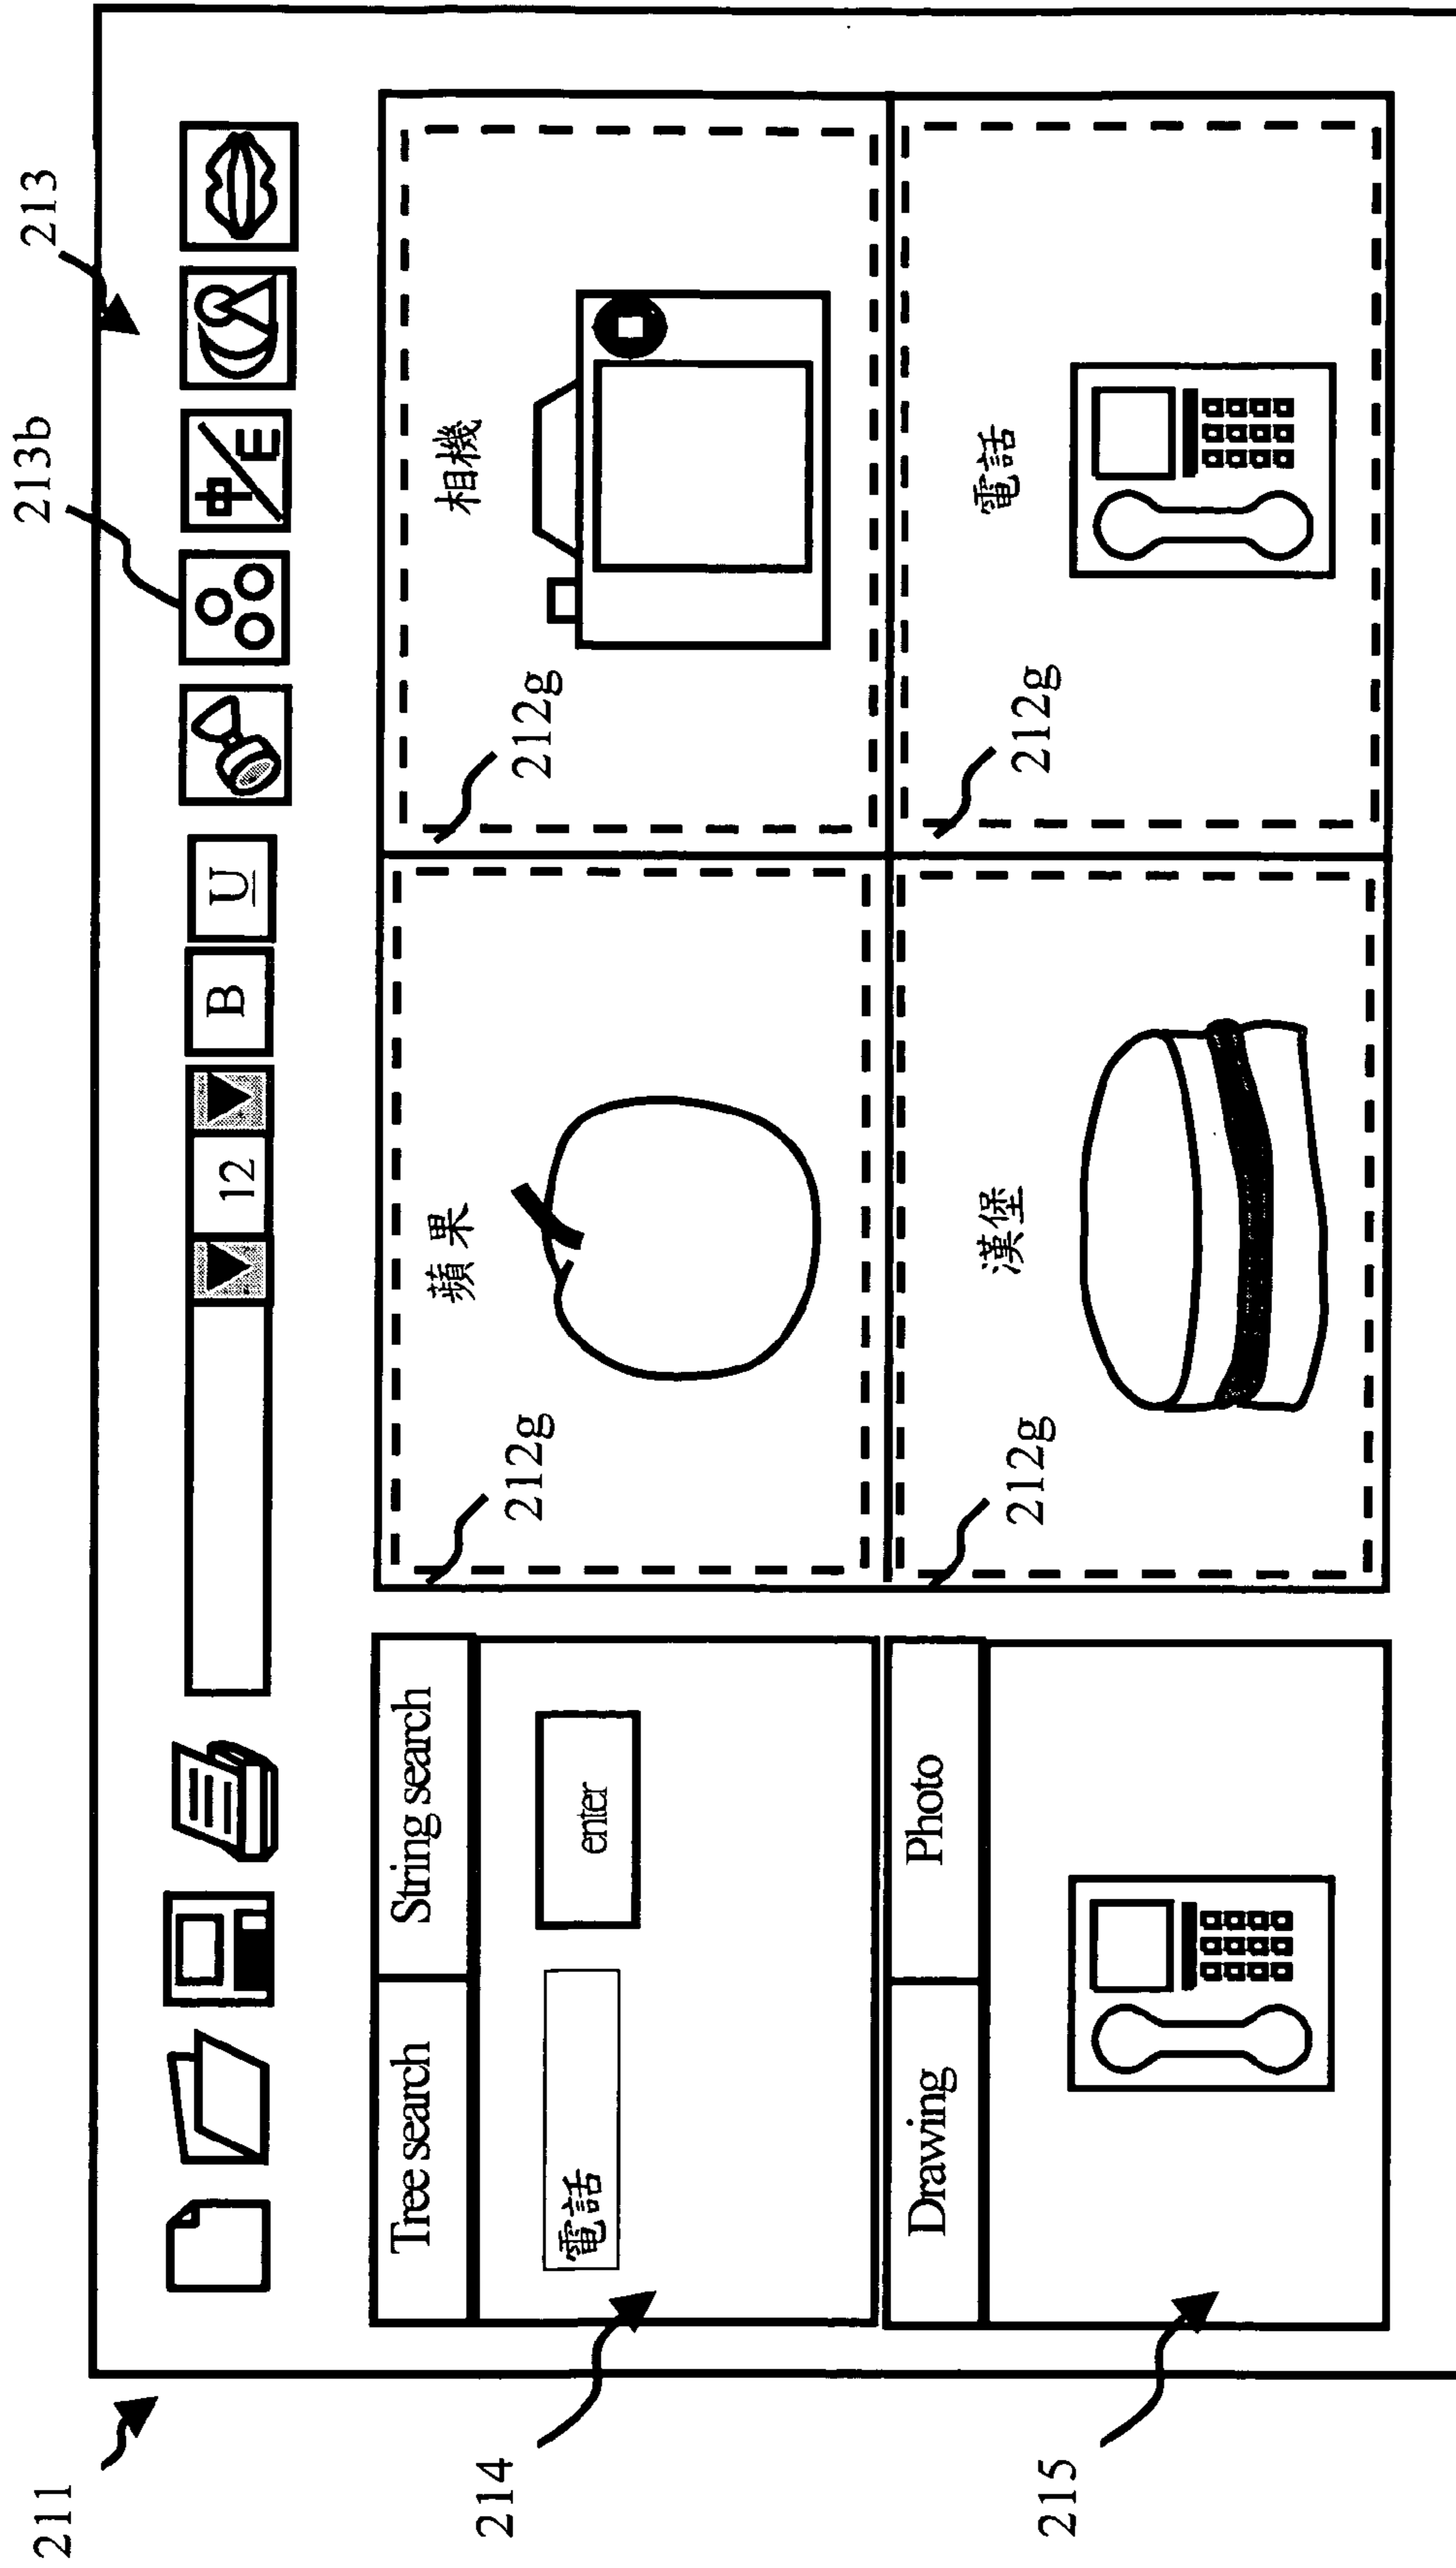 211
213
213b
12
B
U
中/E
Tree search
String search
電話
enter
214
Drawing
Photo
215
212g
蘋果
212g
相機
212g
漢堡
212g
電話